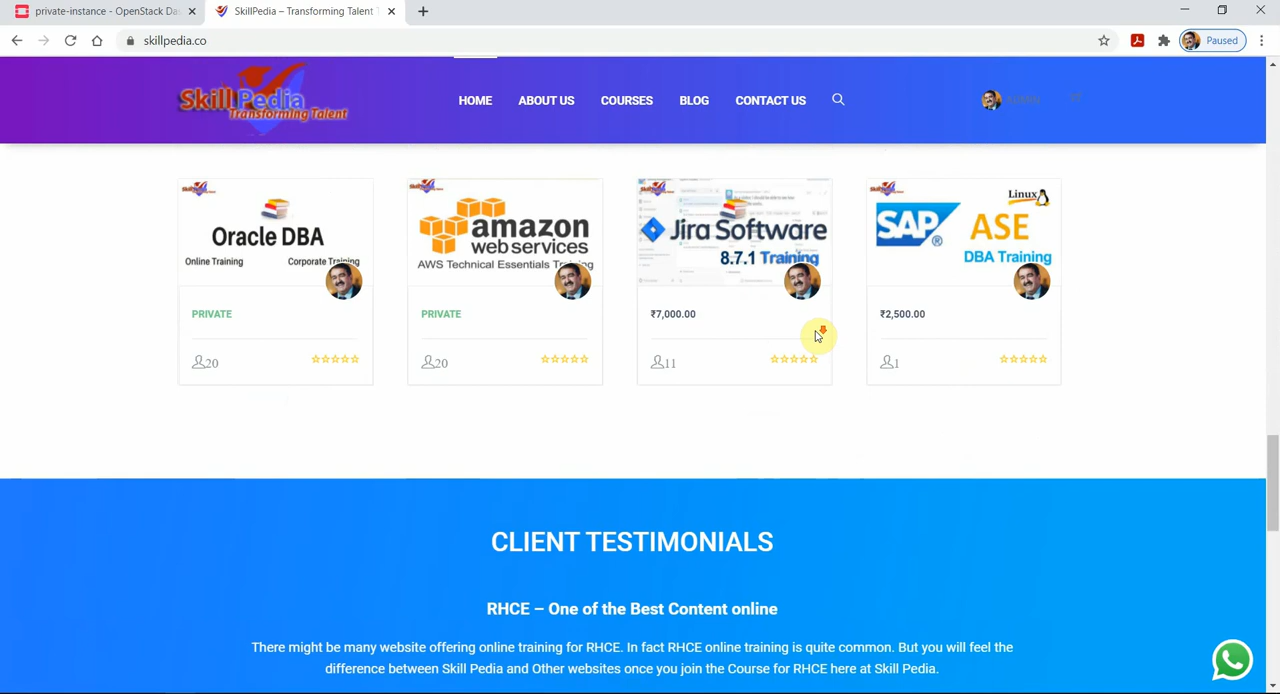 private-instance - OpenStack Da
SkillPedia – Transforming Talent
skillpedia.co
Paused
SkillPedia
Transforming Talent
HOME
ABOUT US
COURSES
BLOG
CONTACT US
ADMIN
Oracle DBA
Online Training
Corporate Training
PRIVATE
20
amazon
web services
AWS Technical Essentials Training
PRIVATE
20
Jira Software
8.7.1 Training
₹7,000.00
11
Linux
SAP
ASE
DBA Training
₹2,500.00
1
CLIENT TESTIMONIALS
RHCE – One of the Best Content online
There might be many website offering online training for RHCE. In fact RHCE online training is quite common. But you will feel the
difference between Skill Pedia and Other websites once you join the Course for RHCE here at Skill Pedia.